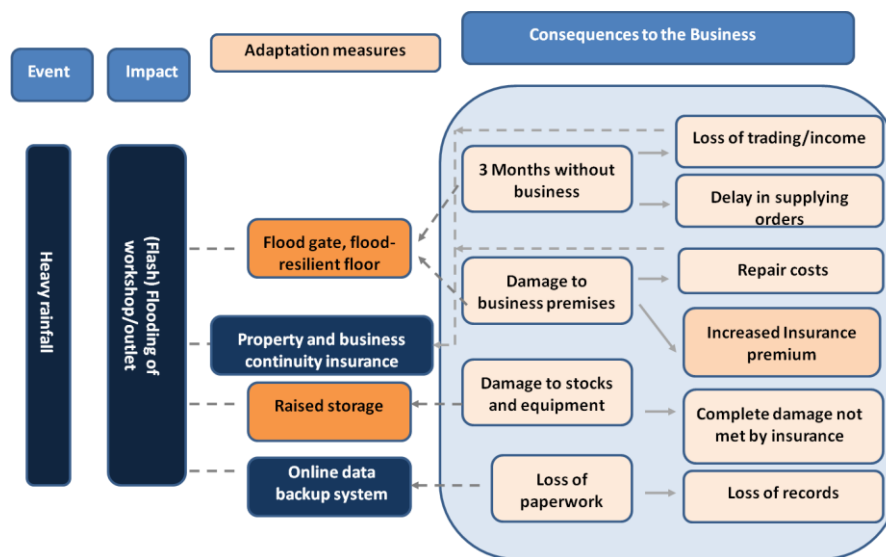 Event
Impact
Adaptation measures
Consequences to the Business
Heavy rainfall
(Flash) Flooding of
workshop/outlet
Flood gate, flood-
resilient floor
Property and business
continuity insurance
Raised storage
Online data
backup system
3 Months without
business
Damage to
business premises
Damage to stocks
and equipment
Loss of
paperwork
Loss of trading/income
Delay in supplying
orders
Repair costs
Increased Insurance
premium
Complete damage not
met by insurance
Loss of records